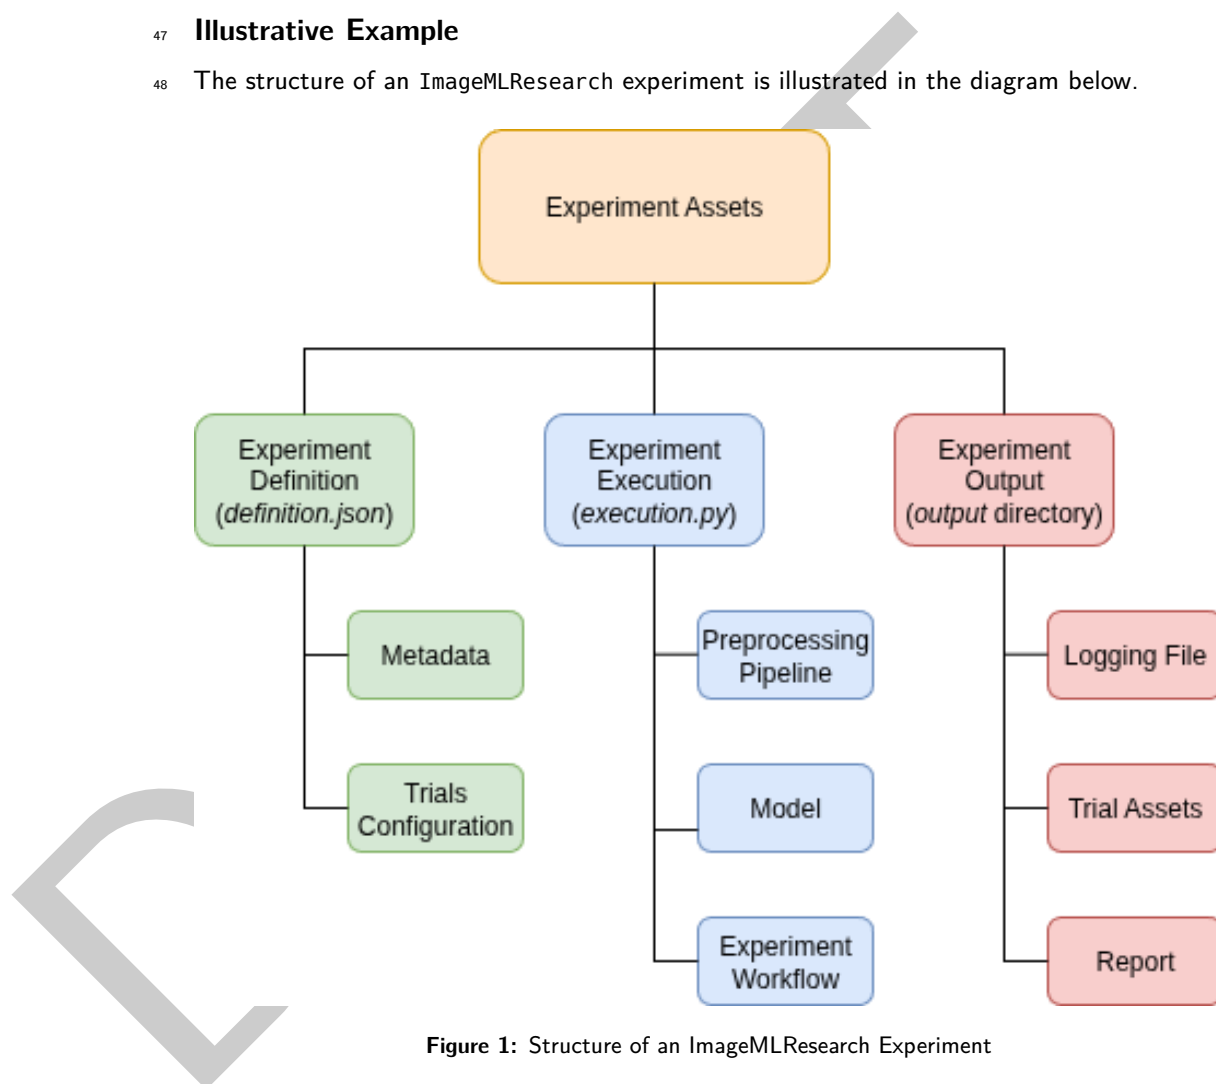 47 Illustrative Example
48 The structure of an ImageMLResearch experiment is illustrated in the diagram below.
Experiment Assets
Experiment
Definition
(definition.json)
Experiment
Execution
(execution.py)
Experiment
Output
(output directory)
Metadata
Preprocessing
Pipeline
Logging File
Trials
Configuration
Model
Trial Assets
Experiment
Workflow
Report
Figure 1: Structure of an ImageMLResearch Experiment